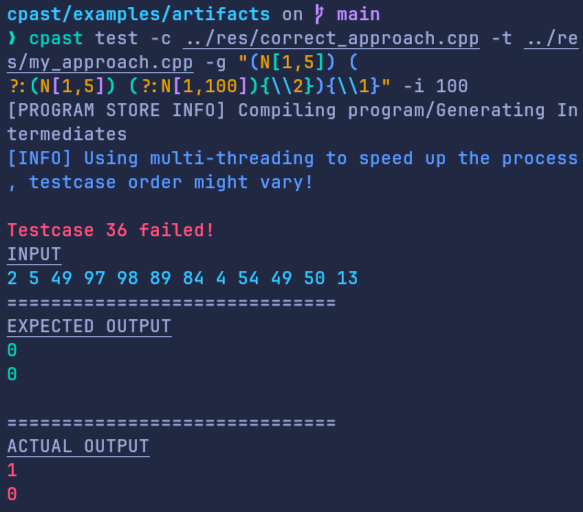 cpast/examples/artifacts on main
❯ cpast test -c ../res/correct_approach.cpp -t ../re
s/my_approach.cpp -g "(N[1,5]) (
?:(N[1,5]) (?:N[1,100]){\\2}){\\1}" -i 100
[PROGRAM STORE INFO] Compiling program/Generating In
termediates
[INFO] Using multi-threading to speed up the process
, testcase order might vary!
Testcase 36 failed!
INPUT
2 5 49 97 98 89 84 4 54 49 50 13
==============================
EXPECTED OUTPUT
0
0
==============================
ACTUAL OUTPUT
1
0